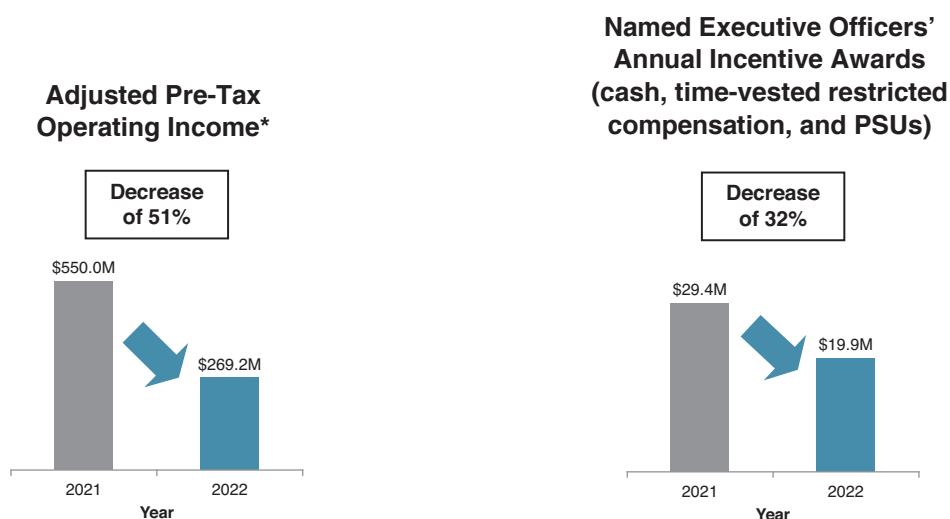 Adjusted Pre-Tax
Operating Income*
Decrease
of 51%
$550.0M
$269.2M
2021
2022
Year
Named Executive Officers’
Annual Incentive Awards
(cash, time-vested restricted
compensation, and PSUs)
Decrease
of 32%
$29.4M
$19.9M
2021
2022
Year